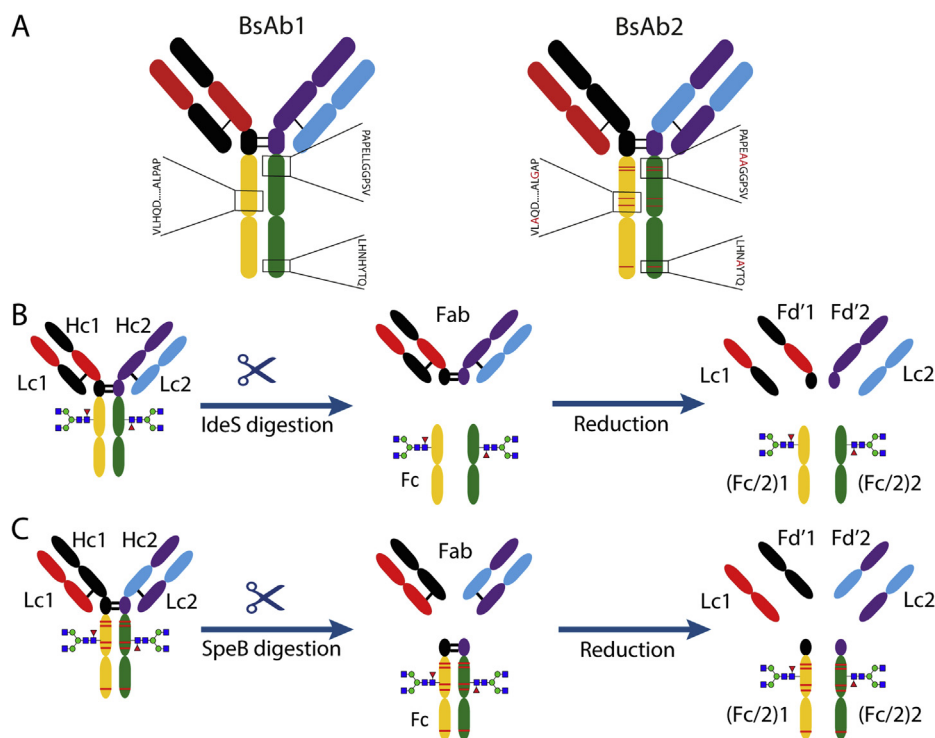 A
BsAb1
BsAb2
VLHQD....ALPAP
PAPELLGGPSV
LHNHYTQ
VLAQD....ALGAP
PAPEAAGGPSV
LHNAYTQ
B
Hc1 Hc2
Lc1 Lc2
IdeS digestion
Fab
Fc
Reduction
Fd'1 Fd'2
Lc1 Lc2
(Fc/2)1 (Fc/2)2
C
Hc1 Hc2
Lc1 Lc2
SpeB digestion
Fab
Fc
Reduction
Fd'1 Fd'2
Lc1 Lc2
(Fc/2)1 (Fc/2)2